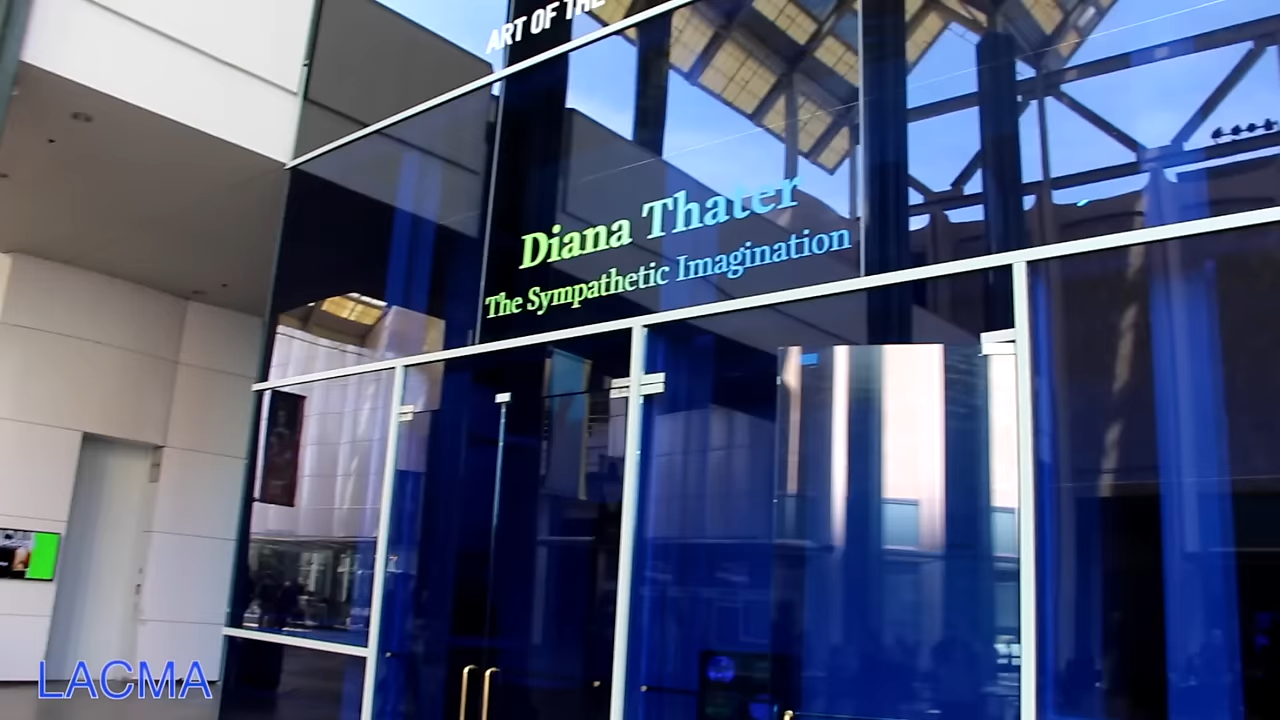 ART OF THE
Diana Thater
The Sympathetic Imagination
LACMA